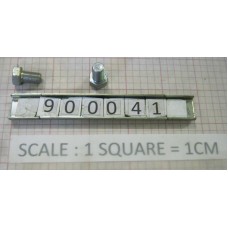 900041
SCALE : 1 SQUARE = 1CM